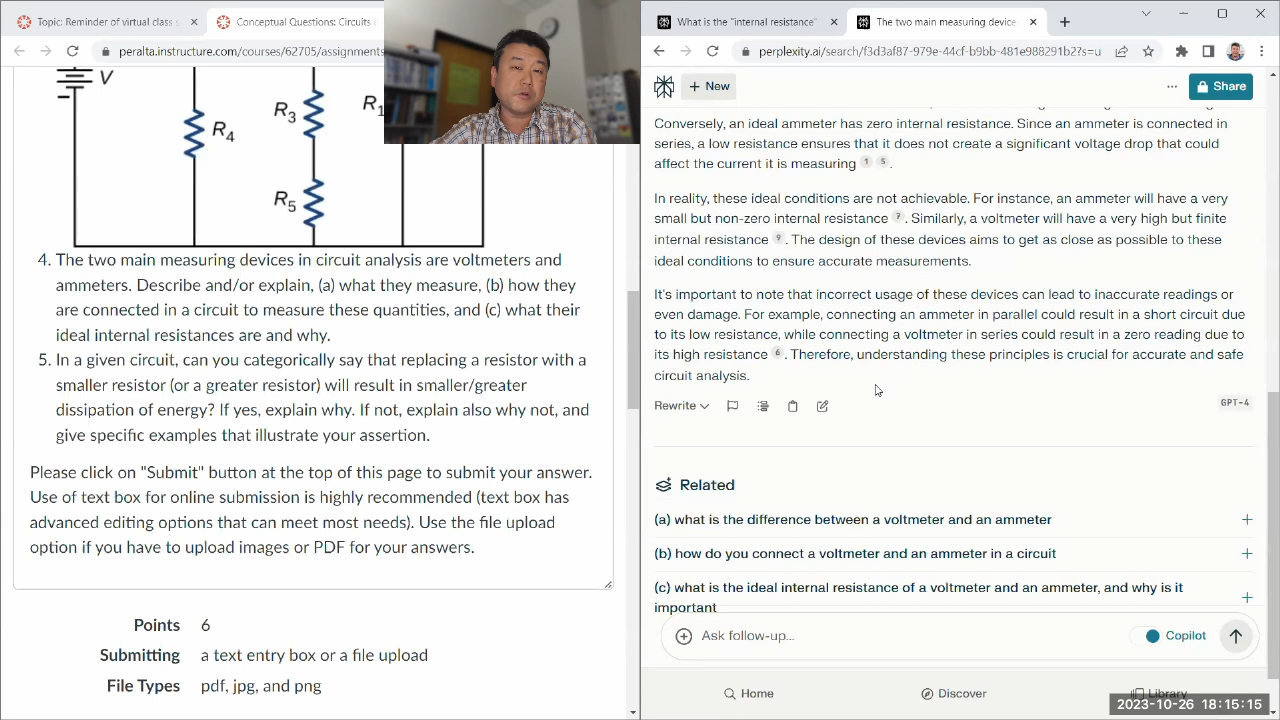 Topic: Reminder of virtual class s
Conceptual Questions: Circuits (
peralta.instructure.com/courses/62705/assignments
V
R4
R3
R1
R5
4. The two main measuring devices in circuit analysis are voltmeters and
ammeters. Describe and/or explain, (a) what they measure, (b) how they
are connected in a circuit to measure these quantities, and (c) what their
ideal internal resistances are and why.
5. In a given circuit, can you categorically say that replacing a resistor with a
smaller resistor (or a greater resistor) will result in smaller/greater
dissipation of energy? If yes, explain why. If not, explain also why not, and
give specific examples that illustrate your assertion.
Please click on "Submit" button at the top of this page to submit your answer.
Use of text box for online submission is highly recommended (text box has
advanced editing options that can meet most needs). Use the file upload
option if you have to upload images or PDF for your answers.
Points 6
Submitting a text entry box or a file upload
File Types pdf, jpg, and png
What is the "internal resistance"
The two main measuring device
perplexity.ai/search/f3d3af87-979e-44cf-b9bb-481e988291b2?s=u
New
Share
Conversely, an ideal ammeter has zero internal resistance. Since an ammeter is connected in
series, a low resistance ensures that it does not create a significant voltage drop that could
affect the current it is measuring 1 5 .
In reality, these ideal conditions are not achievable. For instance, an ammeter will have a very
small but non-zero internal resistance 7 . Similarly, a voltmeter will have a very high but finite
internal resistance 9 . The design of these devices aims to get as close as possible to these
ideal conditions to ensure accurate measurements.
It's important to note that incorrect usage of these devices can lead to inaccurate readings or
even damage. For example, connecting an ammeter in parallel could result in a short circuit due
to its low resistance, while connecting a voltmeter in series could result in a zero reading due to
its high resistance 6 . Therefore, understanding these principles is crucial for accurate and safe
circuit analysis.
Rewrite
GPT-4
Related
(a) what is the difference between a voltmeter and an ammeter
(b) how do you connect a voltmeter and an ammeter in a circuit
(c) what is the ideal internal resistance of a voltmeter and an ammeter, and why is it
important
Ask follow-up...
Copilot
Home
Discover
Library
2023-10-26 18:15:15